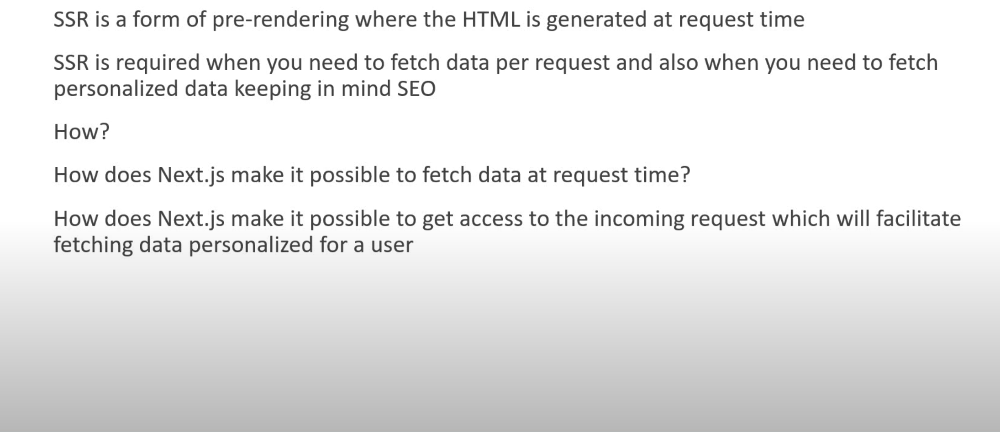 SSR is a form of pre-rendering where the HTML is generated at request time
SSR is required when you need to fetch data per request and also when you need to fetch
personalized data keeping in mind SEO
How?
How does Next.js make it possible to fetch data at request time?
How does Next.js make it possible to get access to the incoming request which will facilitate
fetching data personalized for a user